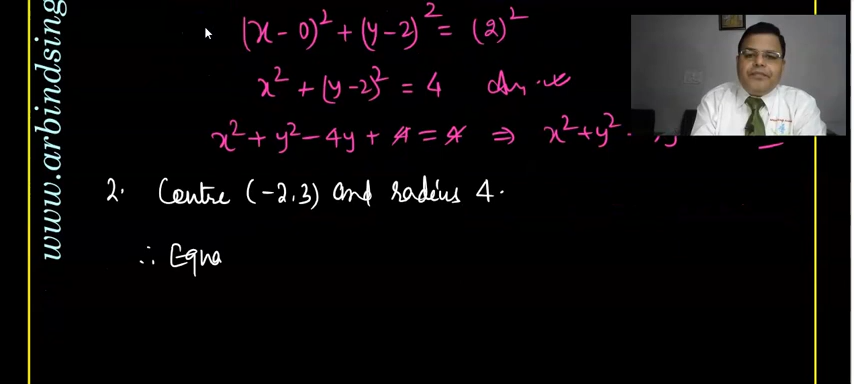 (x - 0)² + (y - 2)² = (2)²
x² + (y - 2)² = 4 Ans.
x² + y² - 4y + 4 = 4 ⇒ x² + y² -
2. Centre (-2, 3) and radius 4.
∴ Equa
www.arbindsing